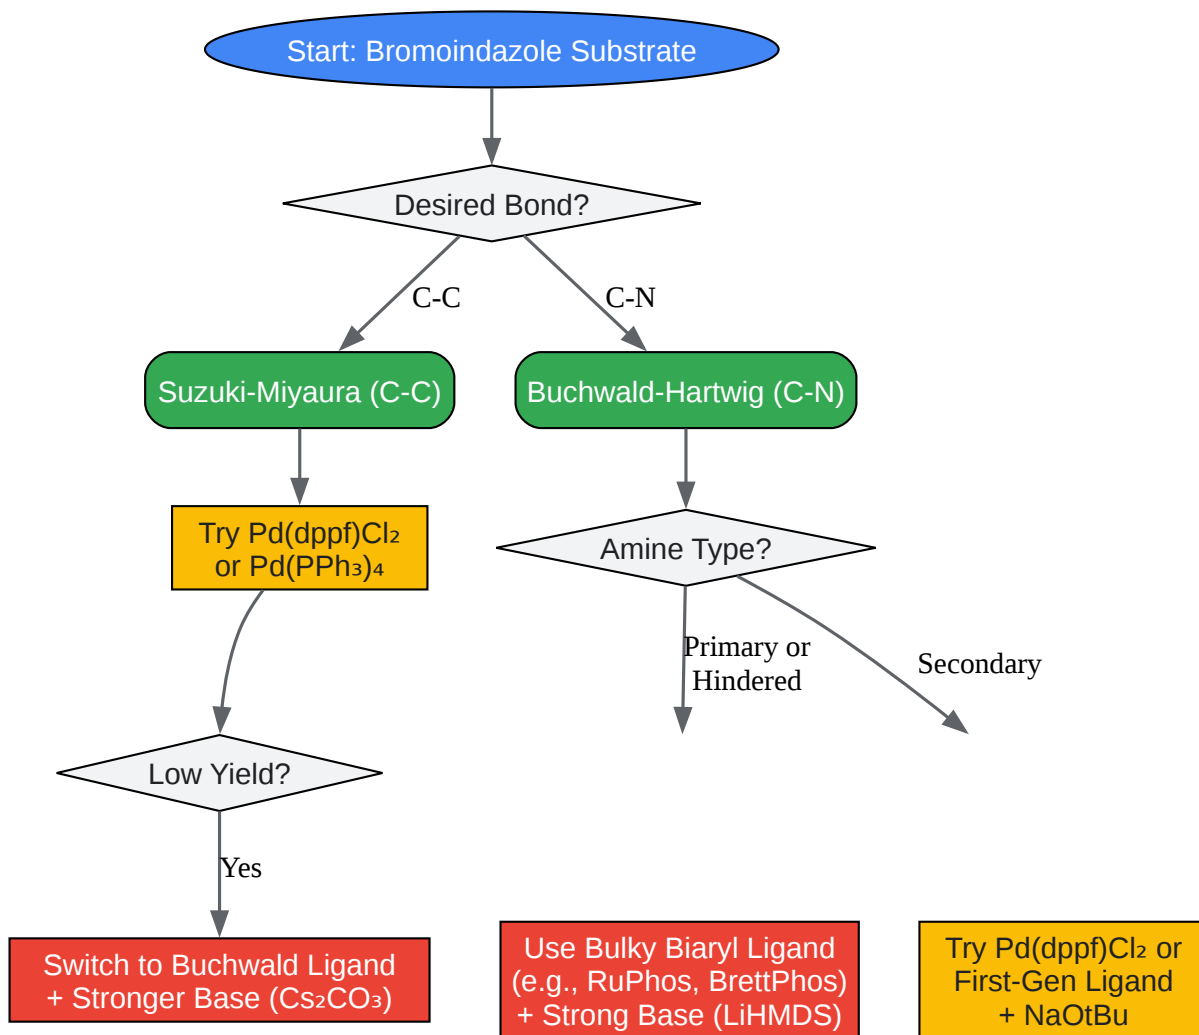 Start: Bromoindazole Substrate
Desired Bond?
C-C
C-N
Suzuki-Miyaura (C-C)
Buchwald-Hartwig (C-N)
Try Pd(dppf)Cl₂
or Pd(PPh₃)₄
Amine Type?
Primary or
Hindered
Secondary
Low Yield?
Yes
Switch to Buchwald Ligand
+ Stronger Base (Cs₂CO₃)
Use Bulky Biaryl Ligand
(e.g., RuPhos, BrettPhos)
+ Strong Base (LiHMDS)
Try Pd(dppf)Cl₂ or
First-Gen Ligand
+ NaOtBu